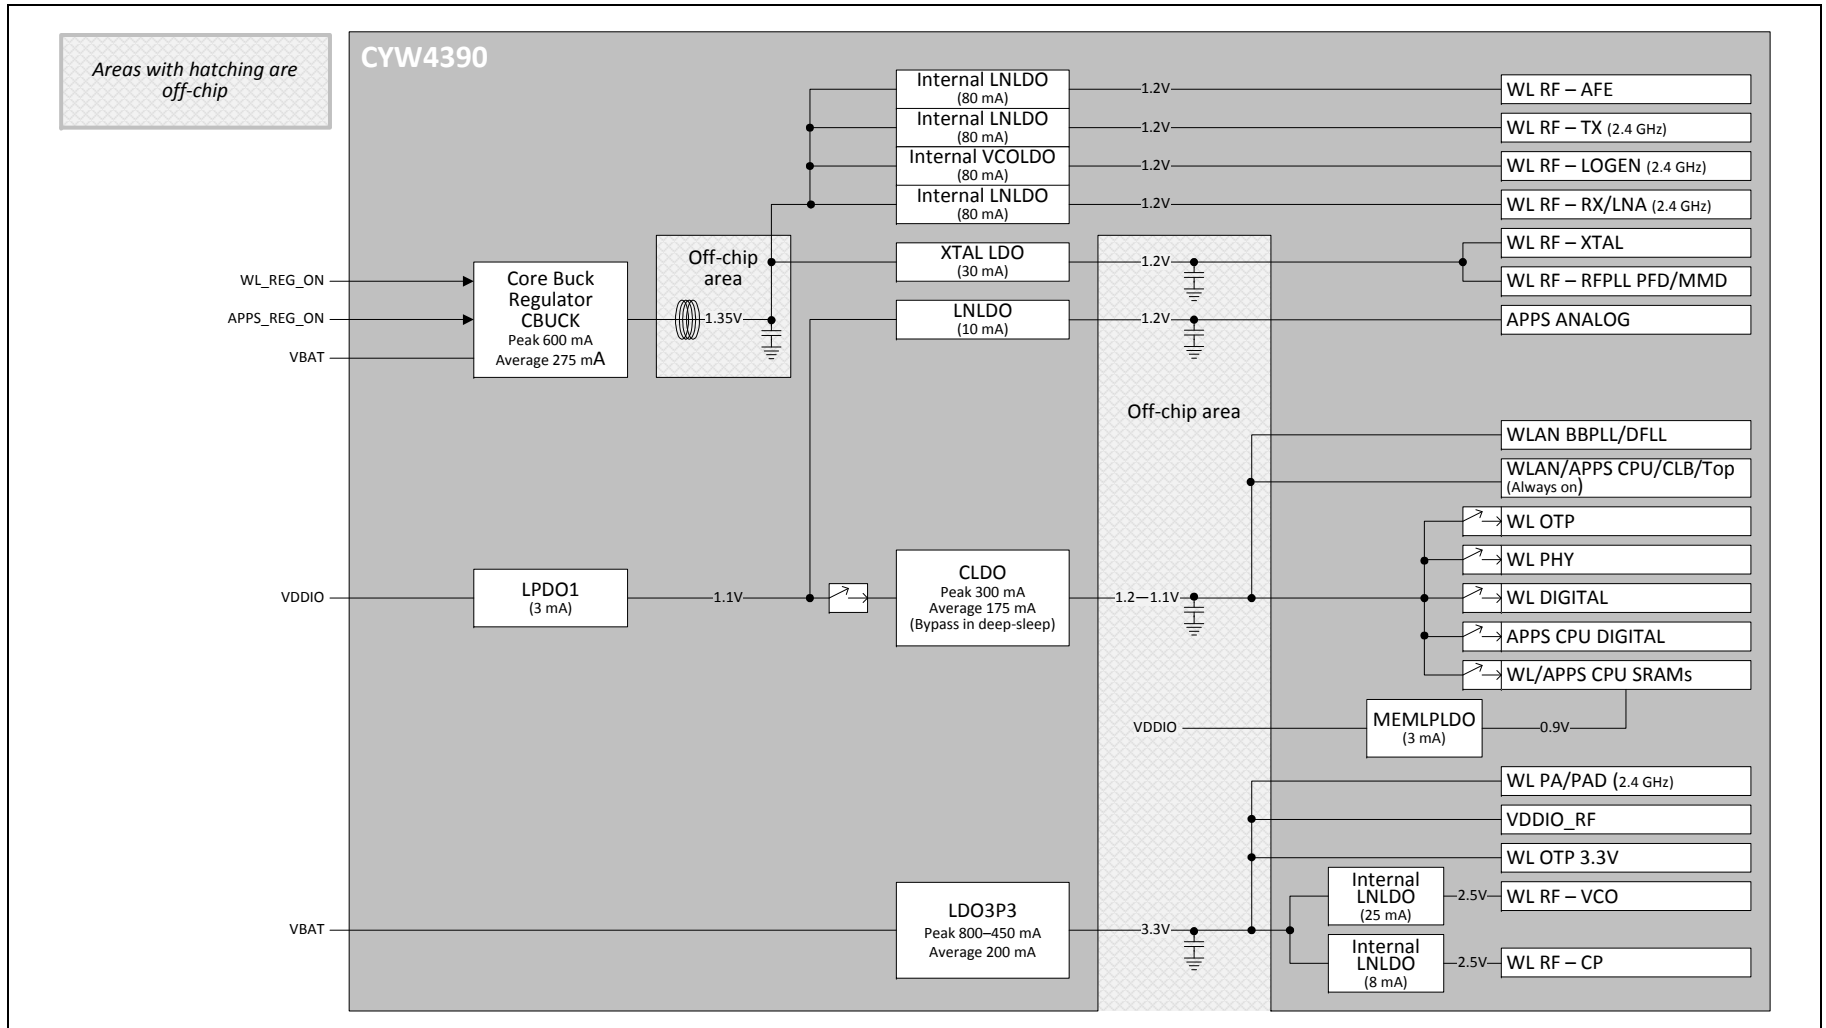 Areas with hatching are
off-chip
CYW4390
Internal LNLDO
(80 mA)
1.2V
WL RF – AFE
Internal LNLDO
(80 mA)
1.2V
WL RF – TX (2.4 GHz)
Internal VCOLDO
(80 mA)
1.2V
WL RF – LOGEN (2.4 GHz)
Internal LNLDO
(80 mA)
1.2V
WL RF – RX/LNA (2.4 GHz)
WL_REG_ON
APPS_REG_ON
VBAT
Core Buck
Regulator
CBUCK
Peak 600 mA
Average 275 mA
Off-chip
area
1.35V
XTAL LDO
(30 mA)
1.2V
WL RF – XTAL
WL RF – RFPLL PFD/MMD
LNLDO
(10 mA)
1.2V
APPS ANALOG
Off-chip area
WLAN BBPLL/DFLL
WLAN/APPS CPU/CLB/Top
(Always on)
WL OTP
WL PHY
VDDIO
LPDO1
(3 mA)
1.1V
CLDO
Peak 300 mA
Average 175 mA
(Bypass in deep-sleep)
1.2—1.1V
WL DIGITAL
APPS CPU DIGITAL
WL/APPS CPU SRAMs
VDDIO
MEMLPLDO
(3 mA)
0.9V
WL PA/PAD (2.4 GHz)
VDDIO_RF
WL OTP 3.3V
VBAT
LDO3P3
Peak 800–450 mA
Average 200 mA
3.3V
Internal
LNLDO
(25 mA)
2.5V
WL RF – VCO
Internal
LNLDO
(8 mA)
2.5V
WL RF – CP